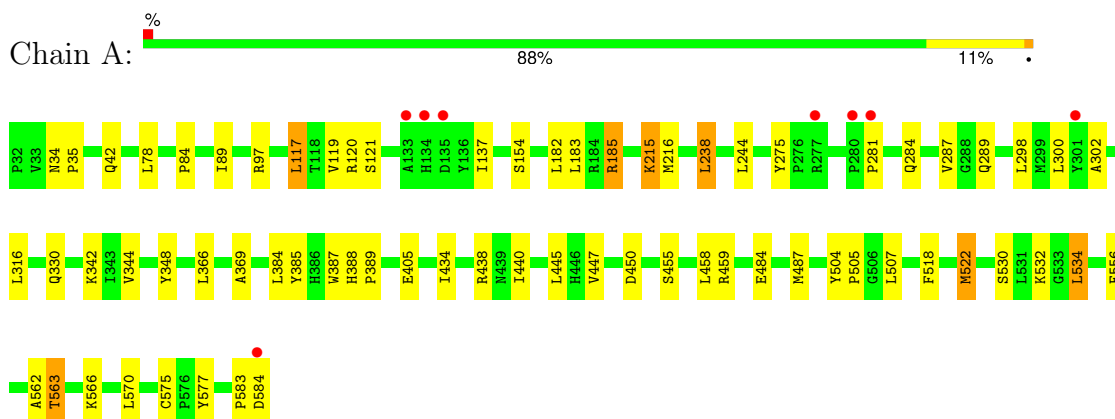 %
Chain A:
88% 11% •
P32 V33 N34 P35 Q42 L78 P84 I89 R97 L117 T118 V119 R120 S121 A133 H134 D135 Y136 I137 S154 L182 L183 R184 R185 K215 M216 L238 L244 Y275 P276 R277 P280 P281 Q284 V287 G288 Q289 L298 M299 L300 Y301 A302
L316 Q330 K342 I343 V344 Y348 L366 A369 L384 Y385 H386 W387 H388 P389 E405 I434 R438 N439 I440 L445 H446 V447 D450 S455 L458 R459 E484 M487 Y504 P505 G506 L507 F518 M522 S530 L531 K532 G533 L534
A562 T563 K566 L570 C575 P576 Y577 P583 D584